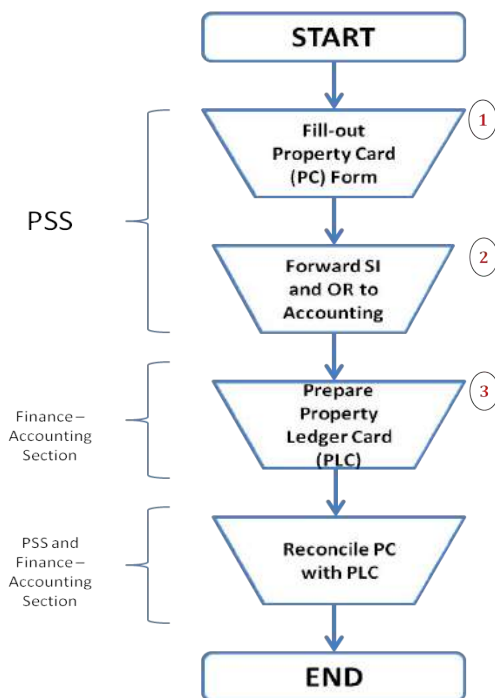 START
1
Fill-out
Property Card
(PC) Form
PSS
2
Forward SI
and OR to
Accounting
3
Prepare
Property
Ledger Card
(PLC)
Finance –
Accounting
Section
PSS and
Finance –
Accounting
Section
Reconcile PC
with PLC
END